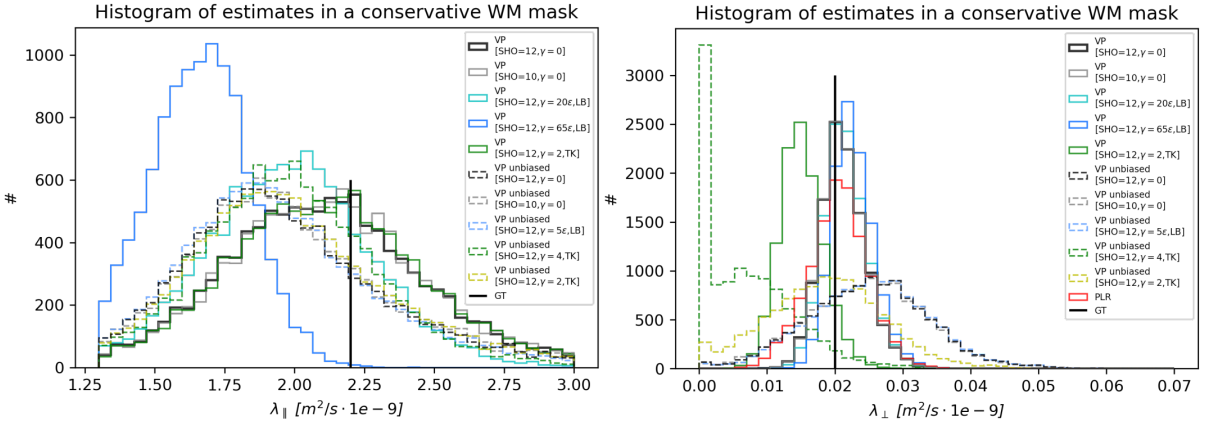 Histogram of estimates in a conservative WM mask
1000
800
600
400
200
0
#
1.25
1.50
1.75
2.00
2.25
2.50
2.75
3.00
λ∥ [m²/s · 1e − 9]
VP
[SHO=12,γ = 0]
VP
[SHO=10,γ = 0]
VP
[SHO=12,γ = 20ε,LB]
VP
[SHO=12,γ = 65ε,LB]
VP
[SHO=12,γ = 2,TK]
VP unbiased
[SHO=12,γ = 0]
VP unbiased
[SHO=10,γ = 0]
VP unbiased
[SHO=12,γ = 5ε,LB]
VP unbiased
[SHO=12,γ = 4,TK]
VP unbiased
[SHO=12,γ = 2,TK]
GT
Histogram of estimates in a conservative WM mask
3000
2500
2000
1500
1000
500
0
#
0.00
0.01
0.02
0.03
0.04
0.05
0.06
0.07
λ⊥ [m²/s · 1e − 9]
VP
[SHO=12,γ = 0]
VP
[SHO=10,γ = 0]
VP
[SHO=12,γ = 20ε,LB]
VP
[SHO=12,γ = 65ε,LB]
VP
[SHO=12,γ = 2,TK]
VP unbiased
[SHO=12,γ = 0]
VP unbiased
[SHO=10,γ = 0]
VP unbiased
[SHO=12,γ = 5ε,LB]
VP unbiased
[SHO=12,γ = 4,TK]
VP unbiased
[SHO=12,γ = 2,TK]
PLR
GT